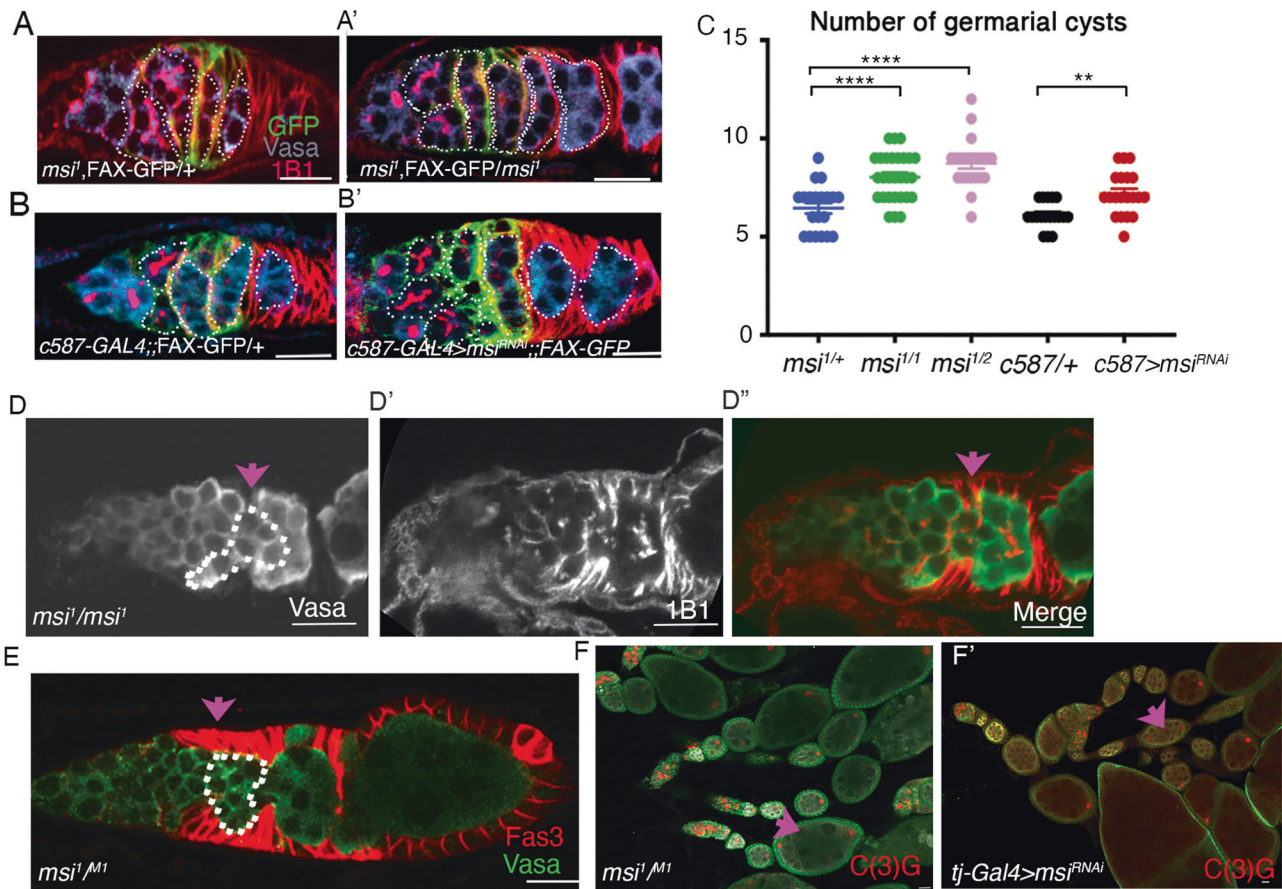 A
GFP
Vasa
1B1
msi¹,FAX-GFP/+
A'
msi¹,FAX-GFP/msi¹
B
c587-GAL4;;FAX-GFP/+
B'
c587-GAL4>msiᴿᴺᴬⁱ;;FAX-GFP
C
Number of germarial cysts
15
10
5
0
****
****
**
msi¹/⁺
msi¹/¹
msi¹/²
c587/+
c587>msiᴿᴺᴬⁱ
D
msi¹/msi¹
Vasa
D'
1B1
D"
Merge
E
msi¹/ᴹ¹
Fas3
Vasa
F
msi¹/ᴹ¹
C(3)G
F'
tj-Gal4>msiᴿᴺᴬⁱ
C(3)G